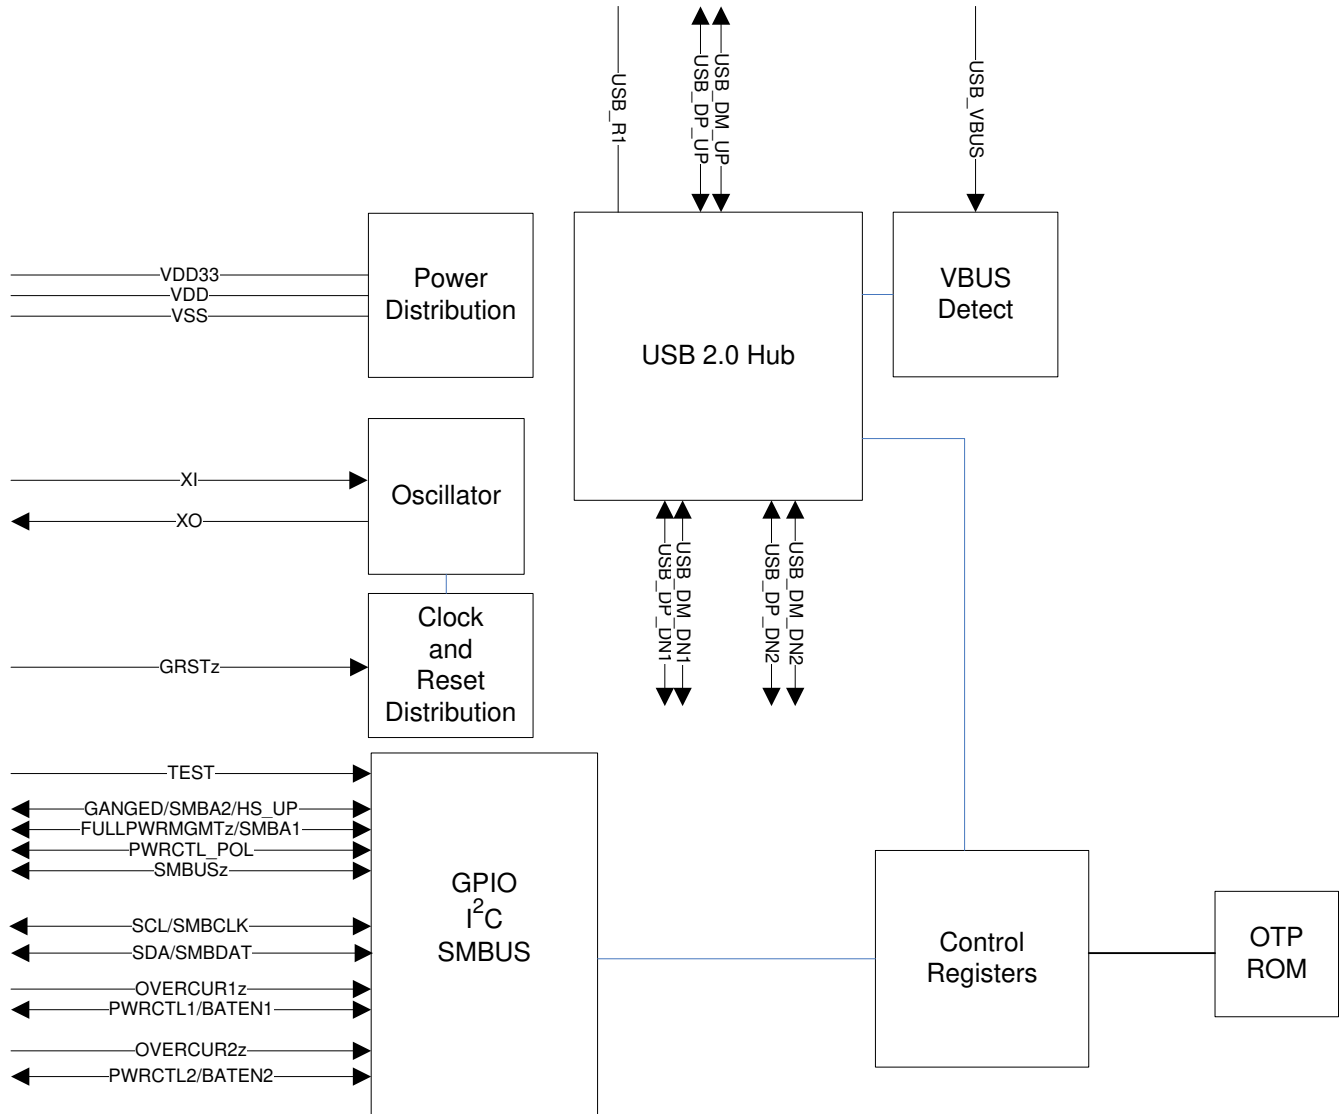 USB_R1
USB_DP_UP
USB_DM_UP
USB_VBUS
VDD33
VDD
VSS
Power
Distribution
USB 2.0 Hub
VBUS
Detect
XI
XO
Oscillator
GRSTz
Clock
and
Reset
Distribution
USB_DP_DN1
USB_DM_DN1
USB_DP_DN2
USB_DM_DN2
TEST
GANGED/SMBA2/HS_UP
FULLPWRMGMTz/SMBA1
PWRCTL_POL
SMBUSz
SCL/SMBCLK
SDA/SMBDAT
OVERCUR1z
PWRCTL1/BATEN1
OVERCUR2z
PWRCTL2/BATEN2
GPIO
I²C
SMBUS
Control
Registers
OTP
ROM